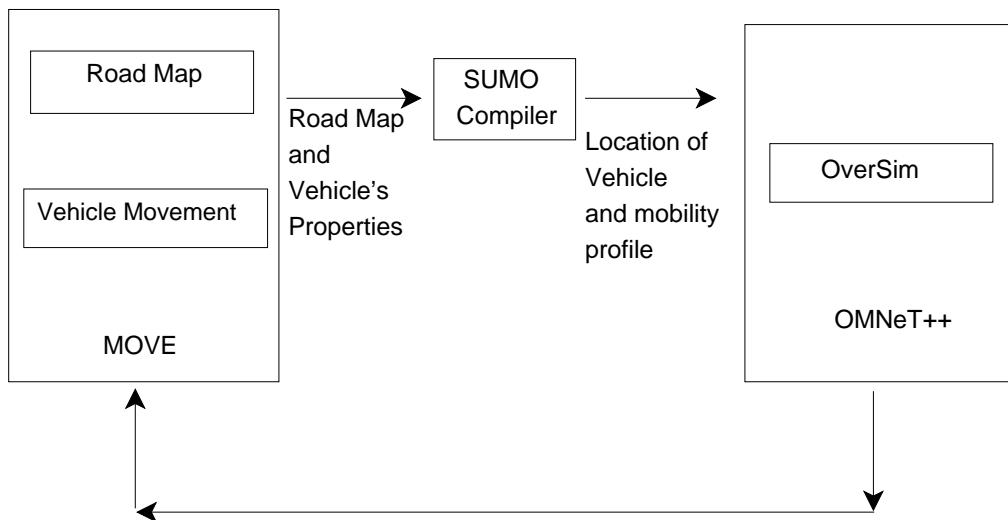 Road Map
Vehicle Movement
MOVE
Road Map
and
Vehicle's
Properties
SUMO
Compiler
Location of
Vehicle
and mobility
profile
OverSim
OMNeT++